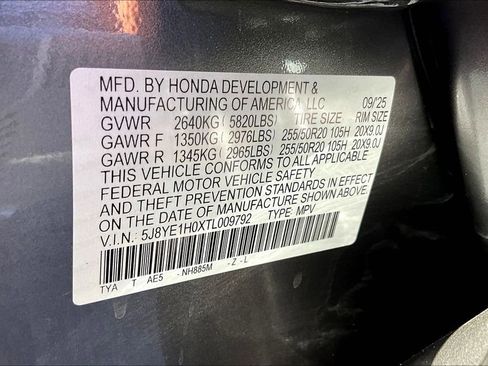 MFD. BY HONDA DEVELOPMENT &
MANUFACTURING OF AMERICA, LLC 09/25
GVWR 2640KG ( 5820LBS) TIRE SIZE RIM SIZE
GAWR F 1350KG ( 2976LBS) 255/50R20 105H 20X9.0J
GAWR R 1345KG ( 2965LBS) 255/50R20 105H 20X9.0J
THIS VEHICLE CONFORMS TO ALL APPLICABLE
FEDERAL MOTOR VEHICLE SAFETY
AND THEFT PREVENTION STANDARDS IN EFFECT
ON THE DATE OF MANUFACTURE SHOWN ABOVE.
V.I.N.: 5J8YE1H0XTL009792 TYPE: MPV
TYA T AE5 -NH885M -Z-L